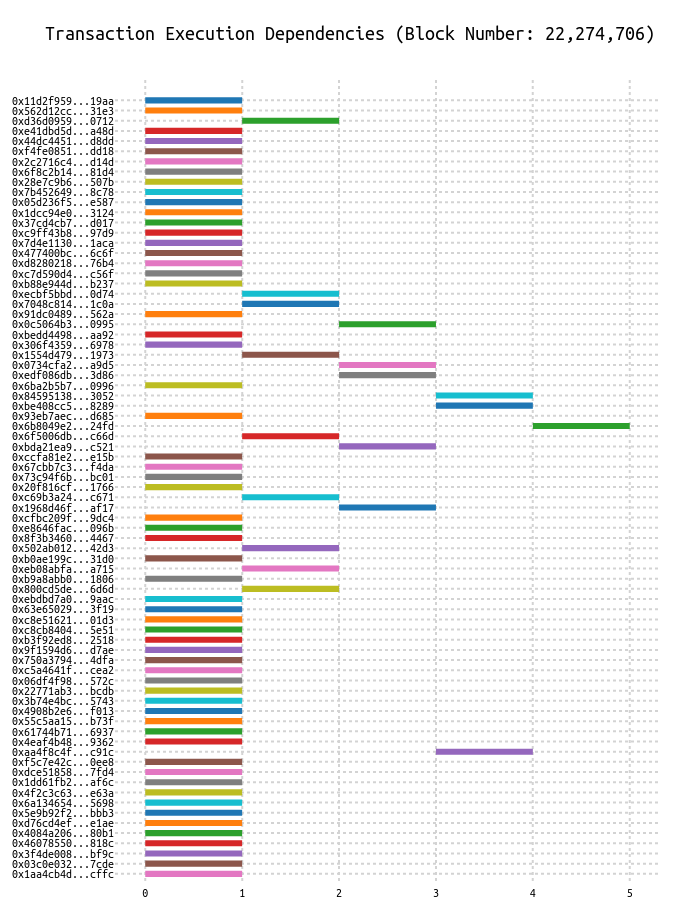 Transaction Execution Dependencies (Block Number: 22,274,706)
0x11d2f959...19aa
0x562d12cc...31e3
0xd36d0959...0712
0xe41dbd5d...a48d
0x44dc4451...d8dd
0xf4fe0851...dd18
0x2c2716c4...d14d
0x6f8c2b14...81d4
0x28e7c9b6...507b
0x7b452649...8c78
0x05d236f5...e587
0x1dcc94e0...3124
0x37cd4cb7...d017
0xc9ff43b8...97d9
0x7d4e1130...1aca
0x477400bc...6c6f
0xd8280218...76b4
0xc7d590d4...c56f
0xb88e944d...b237
0xecbf5bbd...0d74
0x7048c814...1c0a
0x91dc0489...562a
0x0c5064b3...0995
0xbedd4498...aa92
0x306f4359...6978
0x1554d479...1973
0x0734cfa2...a9d5
0xedf086db...3d86
0x6ba2b5b7...0996
0x84595138...3052
0xbe408cc5...8289
0x93eb7aec...d685
0x6b8049e2...24fd
0x6f5006db...c66d
0xbda21ea9...c521
0xccfa81e2...e15b
0x67cbb7c3...f4da
0x73c94f6b...bc01
0x20f816cf...1766
0xc69b3a24...c671
0x1968d46f...af17
0xcfbc209f...9dc4
0xe8646fac...096b
0x8f3b3460...4467
0x502ab012...42d3
0xb0ae199c...31d0
0xeb08abfa...a715
0xb9a8abb0...1806
0x800cd5de...6d6d
0xebdbd7a0...9aac
0x63e65029...3f19
0xc8e51621...01d3
0xc8cb8404...5e51
0xb3f92ed8...2518
0x9f1594d6...d7ae
0x750a3794...4dfa
0xc5a4641f...cea2
0x06df4f98...572c
0x22771ab3...bcdb
0x3b74e4bc...5743
0x4908b2e6...f013
0x55c5aa15...b73f
0x61744b71...6937
0x4eaf4b48...9362
0xaa4f8c4f...c91c
0xf5c7e42c...0ee8
0xdce51858...7fd4
0x1dd61fb2...af6c
0x4f2c3c63...e63a
0x6a134654...5698
0x5e9b92f2...bbb3
0xd76cd4ef...e1ae
0x4084a206...80b1
0x46078550...818c
0x3f4de008...bf9c
0x03c0e032...7cde
0x1aa4cb4d...cffc
0 1 2 3 4 5